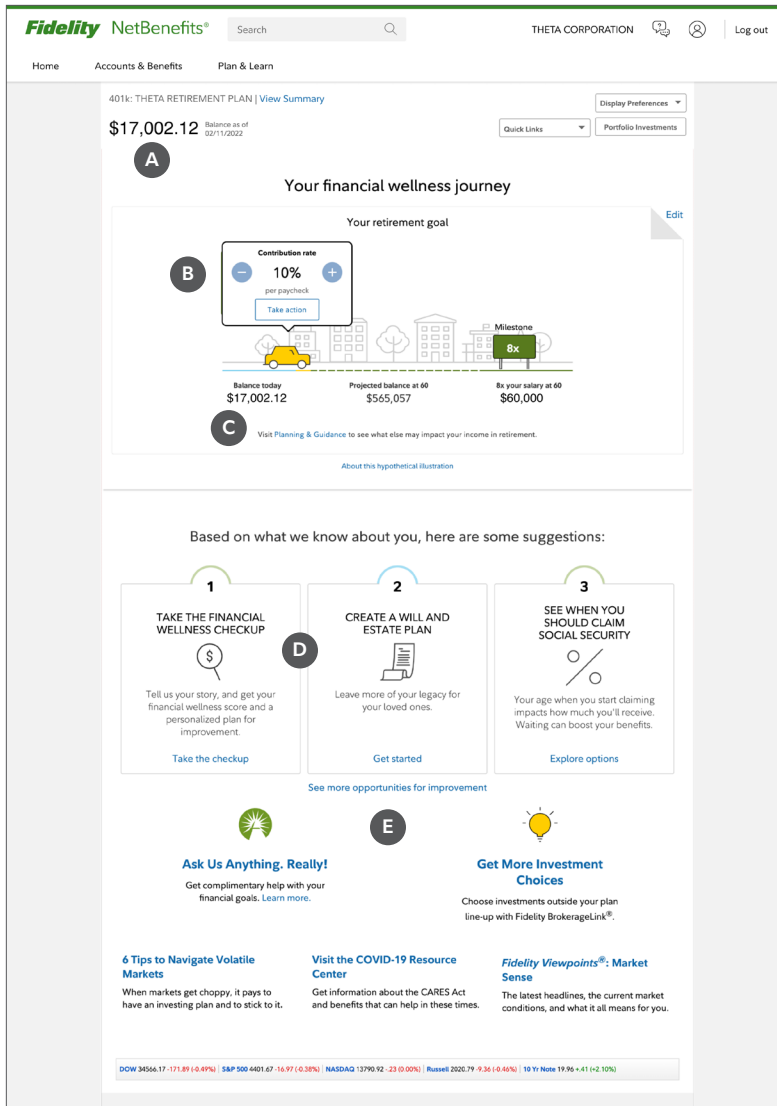 Fidelity NetBenefits®
Search
THETA CORPORATION
Log out
Home
Accounts & Benefits
Plan & Learn
401k: THETA RETIREMENT PLAN | View Summary
Display Preferences
$17,002.12
Balance as of
02/11/2022
Quick Links
Portfolio Investments
A
Your financial wellness journey
Your retirement goal
Edit
B
Contribution rate
− 10% +
per paycheck
Take action
Milestone
8x
Balance today
$17,002.12
Projected balance at 60
$565,057
8x your salary at 60
$60,000
C
Visit Planning & Guidance to see what else may impact your income in retirement.
About this hypothetical illustration
Based on what we know about you, here are some suggestions:
1
TAKE THE FINANCIAL
WELLNESS CHECKUP
$
Tell us your story, and get your
financial wellness score and a
personalized plan for
improvement.
Take the checkup
D
2
CREATE A WILL AND
ESTATE PLAN
Leave more of your legacy for
your loved ones.
Get started
3
SEE WHEN YOU
SHOULD CLAIM
SOCIAL SECURITY
Your age when you start claiming
impacts how much you'll receive.
Waiting can boost your benefits.
Explore options
See more opportunities for improvement
E
Ask Us Anything. Really!
Get complimentary help with your
financial goals. Learn more.
Get More Investment
Choices
Choose investments outside your plan
line-up with Fidelity BrokerageLink®.
6 Tips to Navigate Volatile
Markets
When markets get choppy, it pays to
have an investing plan and to stick to it.
Visit the COVID-19 Resource
Center
Get information about the CARES Act
and benefits that can help in these times.
Fidelity Viewpoints®: Market
Sense
The latest headlines, the current market
conditions, and what it all means for you.
DOW 34566.17 -171.89 (-0.49%) | S&P 500 4401.67 -16.97 (-0.38%) | NASDAQ 13790.92 -.23 (0.00%) | Russell 2020.79 -9.36 (-0.46%) | 10 Yr Note 19.96 +.41 (+2.10%)